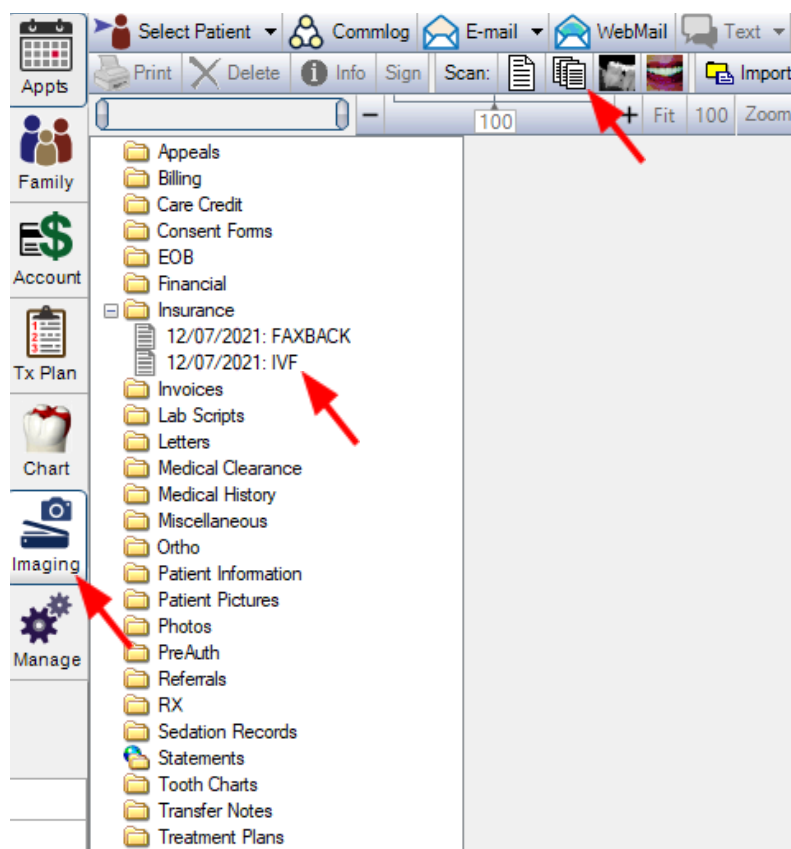 Select Patient Commlog E-mail WebMail Text
Print Delete Info Sign Scan: Import
100 Fit 100 Zoom
Appts
Family
Account
Tx Plan
Chart
Imaging
Manage
Appeals
Billing
Care Credit
Consent Forms
EOB
Financial
Insurance
12/07/2021: FAXBACK
12/07/2021: IVF
Invoices
Lab Scripts
Letters
Medical Clearance
Medical History
Miscellaneous
Ortho
Patient Information
Patient Pictures
Photos
PreAuth
Referrals
RX
Sedation Records
Statements
Tooth Charts
Transfer Notes
Treatment Plans